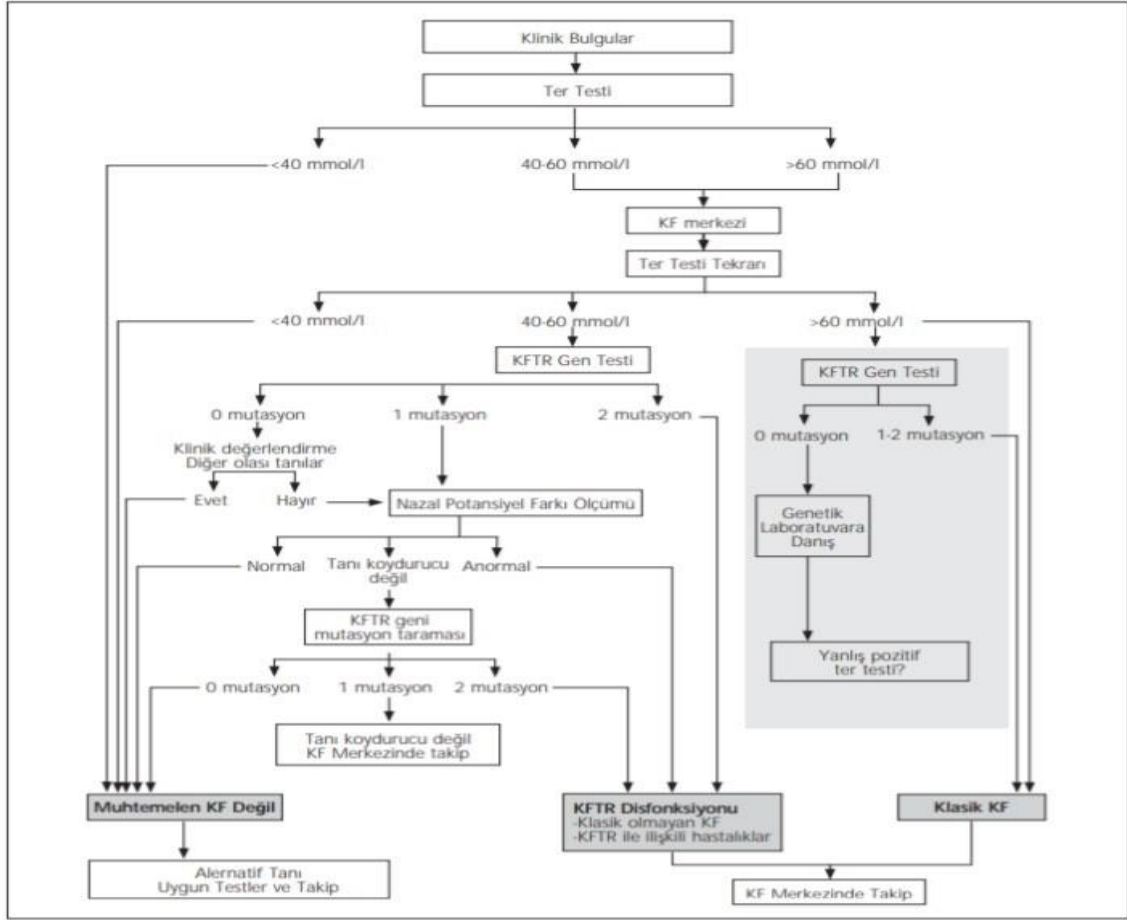 Klinik Bulgular
Ter Testi
<40 mmol/l
40-60 mmol/l
>60 mmol/l
KF merkezi
Ter Testi Tekrarı
<40 mmol/l
40-60 mmol/l
>60 mmol/l
KFTR Gen Testi
KFTR Gen Testi
0 mutasyon
1 mutasyon
2 mutasyon
0 mutasyon
1-2 mutasyon
Klinik değerlendirme
Diğer olası tanılar
Evet
Hayır
Nazal Potansiyel Farkı Ölçümü
Genetik
Laboratuvara
Danış
Normal
Tanı koydurucu
değil
Anormal
KFTR geni
mutasyon taraması
Yanlış pozitif
ter testi?
0 mutasyon
1 mutasyon
2 mutasyon
Tanı koydurucu değil
KF Merkezinde takip
Muhtemelen KF Değil
KFTR Disfonksiyonu
-Klasik olmayan KF
-KFTR ile ilişkili hastalıklar
Klasik KF
Alernatif Tanı
Uygun Testler ve Takip
KF Merkezinde Takip